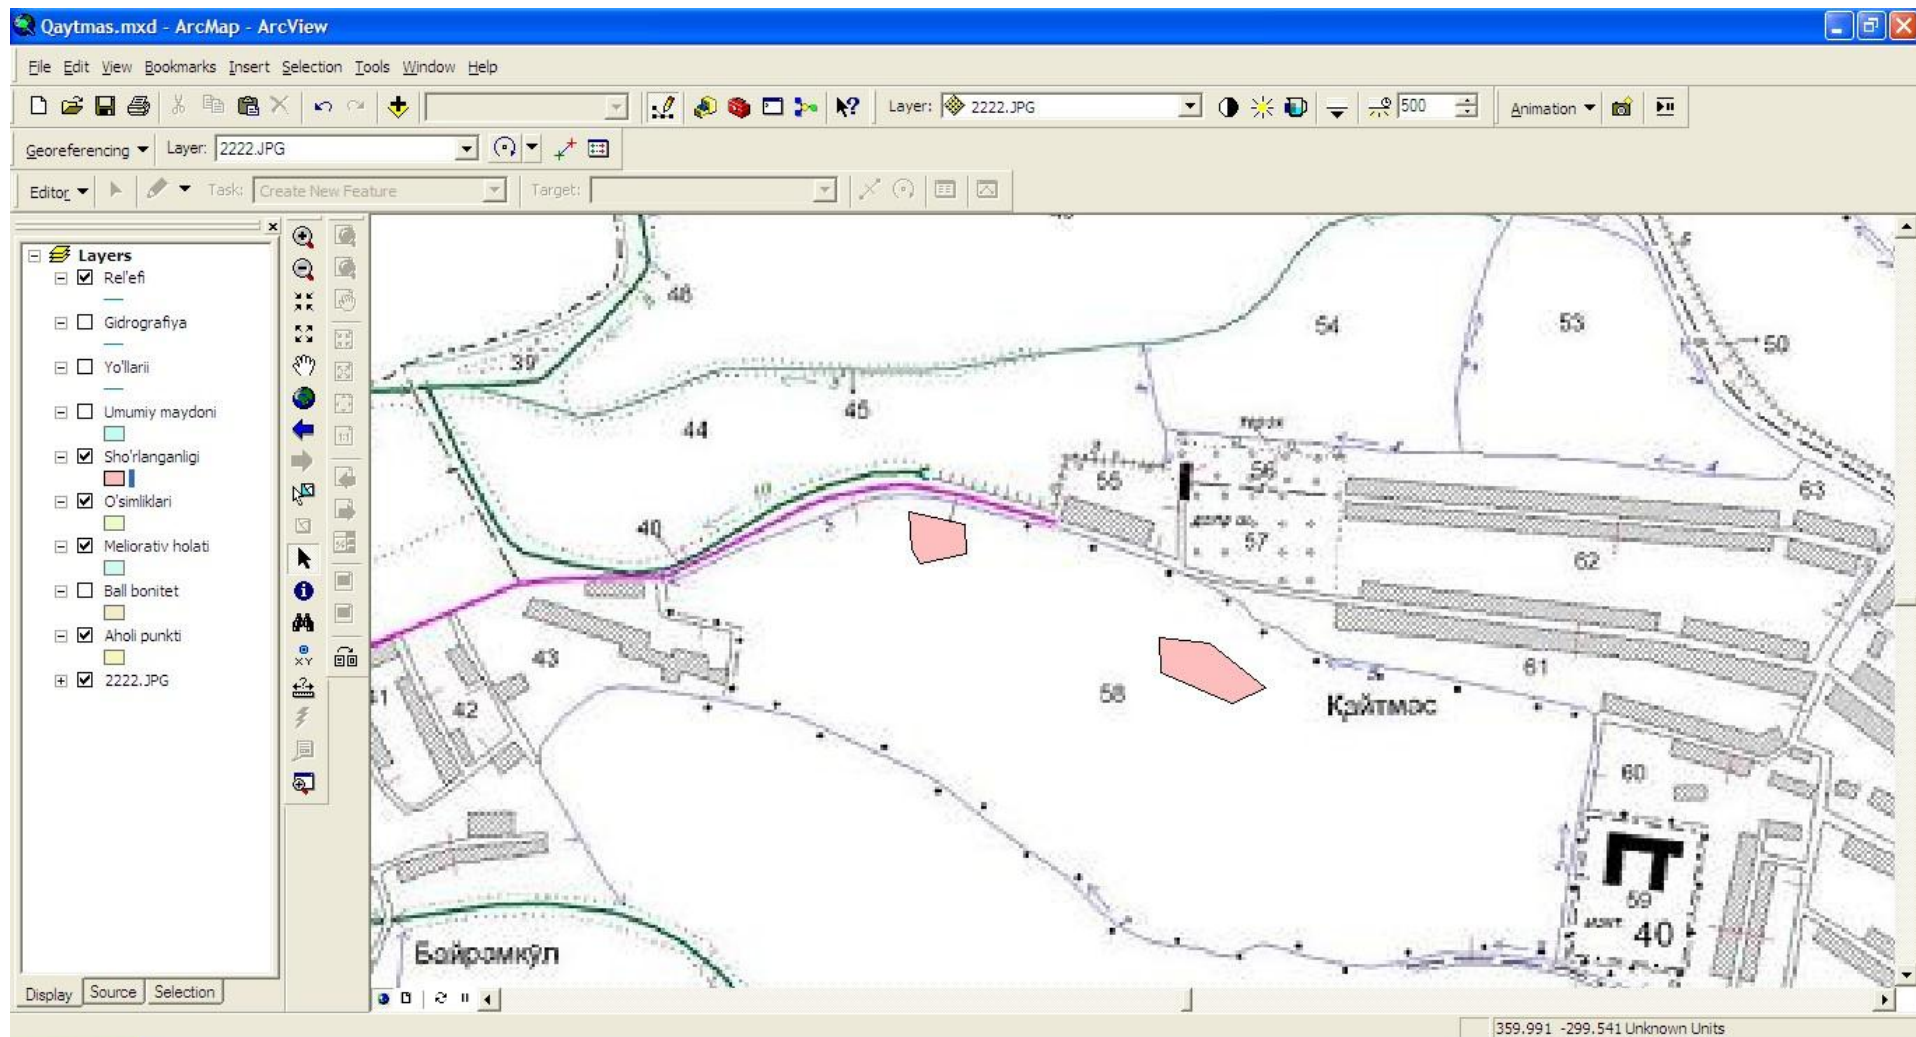 Qaytmas.mxd - ArcMap - ArcView
File Edit View Bookmarks Insert Selection Tools Window Help
Layer: 2222.JPG 500 Animation
Georeferencing Layer: 2222.JPG
Editor Task: Create New Feature Target:
Layers
Rel'efi
Gidrografiya
Yo'llarii
Umumiy maydoni
Sho'rlanganligi
O'simliklari
Meliorativ holati
Ball bonitet
Aholi punkti
2222.JPG
Display Source Selection
46
39
54
53
50
45
44
56
55
63
40
57
62
43
61
41
42
58
Қайтмас
60
59
40
Байрамкўл
359.991 -299.541 Unknown Units